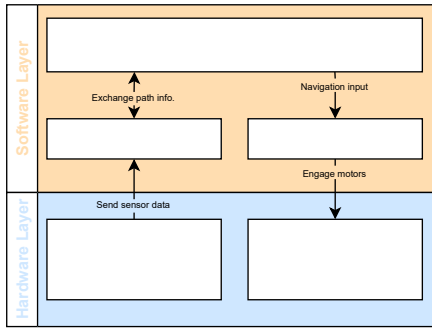 Software Layer
Exchange path info.
Navigation input
Engage motors
Hardware Layer
Send sensor data